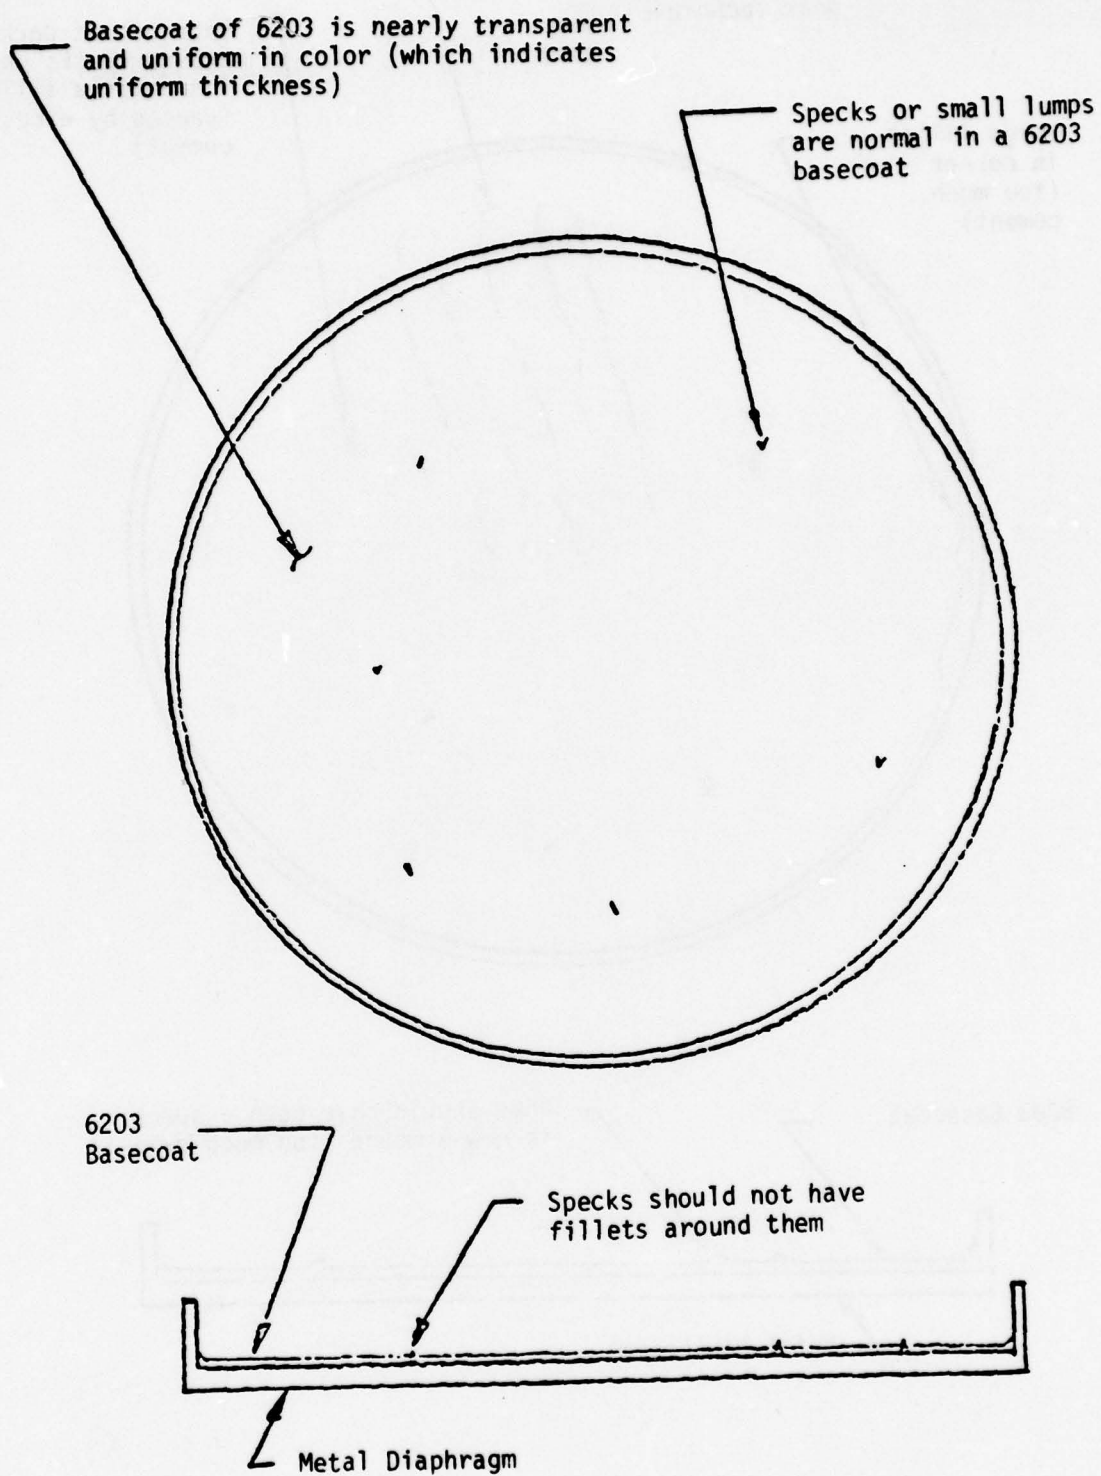 Basecoat of 6203 is nearly transparent
and uniform in color (which indicates
uniform thickness)
Specks or small lumps
are normal in a 6203
basecoat
6203
Basecoat
Specks should not have
fillets around them
Metal Diaphragm